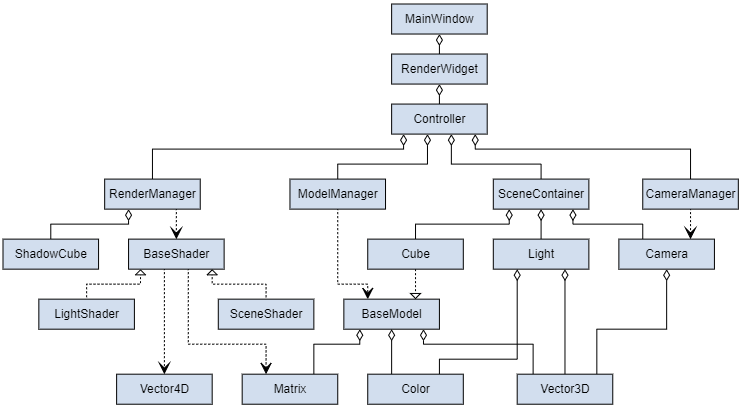 MainWindow
RenderWidget
Controller
RenderManager
ModelManager
SceneContainer
CameraManager
ShadowCube
BaseShader
Cube
Light
Camera
LightShader
SceneShader
BaseModel
Vector4D
Matrix
Color
Vector3D